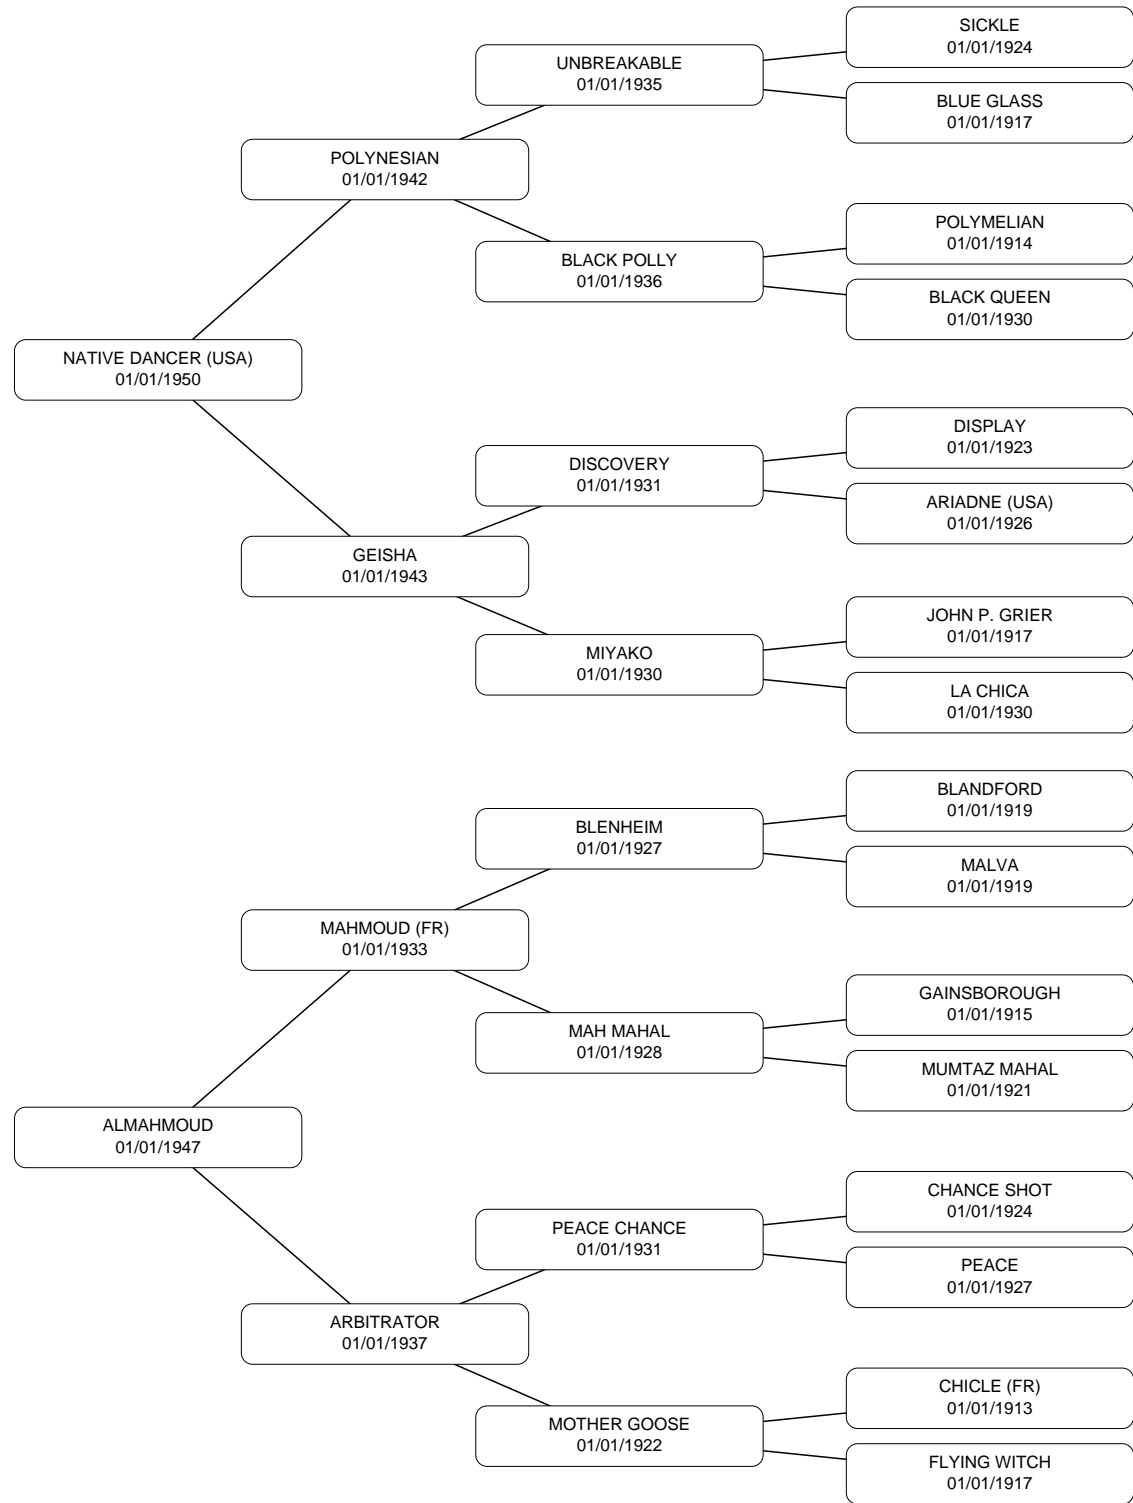 SICKLE
01/01/1924
UNBREAKABLE
01/01/1935
BLUE GLASS
01/01/1917
POLYNESIAN
01/01/1942
POLYMELIAN
01/01/1914
BLACK POLLY
01/01/1936
BLACK QUEEN
01/01/1930
NATIVE DANCER (USA)
01/01/1950
DISPLAY
01/01/1923
DISCOVERY
01/01/1931
ARIADNE (USA)
01/01/1926
GEISHA
01/01/1943
JOHN P. GRIER
01/01/1917
MIYAKO
01/01/1930
LA CHICA
01/01/1930
BLANDFORD
01/01/1919
BLENHEIM
01/01/1927
MALVA
01/01/1919
MAHMOUD (FR)
01/01/1933
GAINSBOROUGH
01/01/1915
MAH MAHAL
01/01/1928
MUMTAZ MAHAL
01/01/1921
ALMAHMOUD
01/01/1947
CHANCE SHOT
01/01/1924
PEACE CHANCE
01/01/1931
PEACE
01/01/1927
ARBITRATOR
01/01/1937
CHICLE (FR)
01/01/1913
MOTHER GOOSE
01/01/1922
FLYING WITCH
01/01/1917